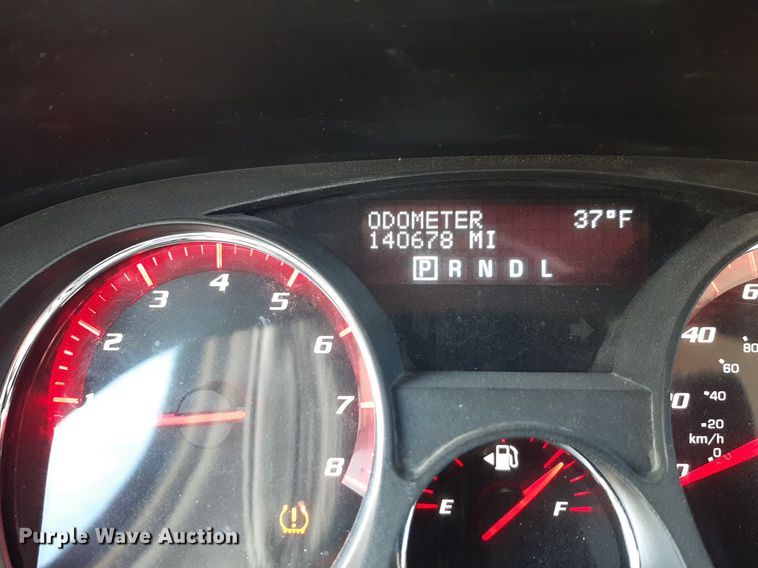 ODOMETER 37°F
140678 MI
P R N D L
1 2 3 4 5 6 7 8
40 60
80
40
20
km/h
0
E F
Purple Wave Auction